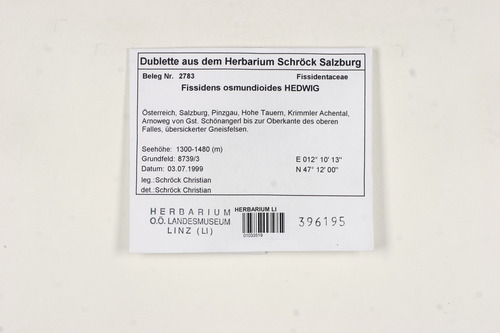 Dublette aus dem Herbarium Schröck Salzburg
Beleg Nr. 2783 Fissidentaceae
Fissidens osmundioides HEDWIG
Österreich, Salzburg, Pinzgau, Hohe Tauern, Krimmler Achental,
Arnoweg von Gst. Schönangerl bis zur Oberkante des oberen
Falles, übersickerter Gneisfelsen.
Seehöhe: 1300-1480 (m)
Grundfeld: 8739/3 E 012° 10' 13''
Datum: 03.07.1999 N 47° 12' 00''
leg.:Schröck Christian
det.:Schröck Christian
HERBARIUM
O.Ö. LANDESMUSEUM
LINZ (LI)
HERBARIUM LI
396195